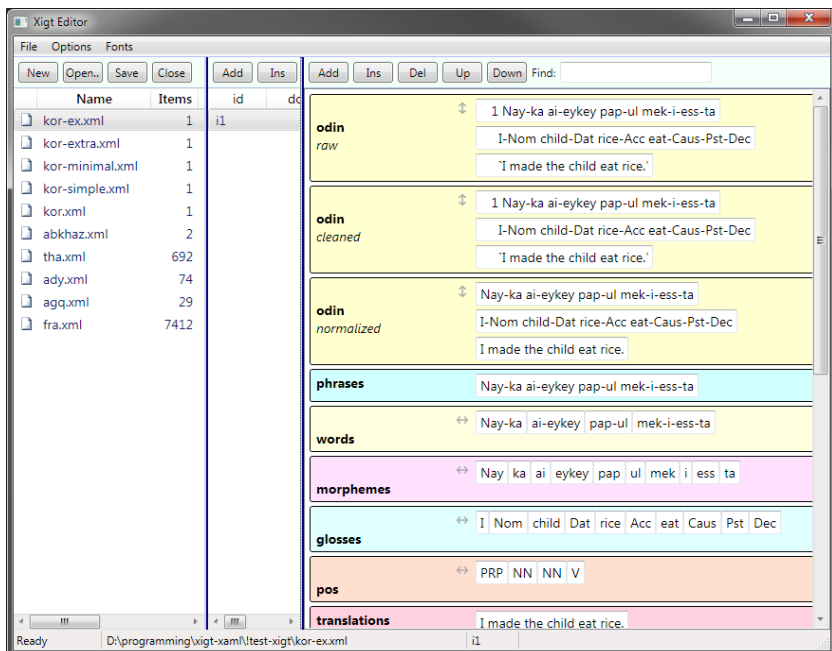 Xigt Editor
File Options Fonts
New Open.. Save Close Add Ins Add Ins Del Up Down Find:
Name Items
kor-ex.xml 1
kor-extra.xml 1
kor-minimal.xml 1
kor-simple.xml 1
kor.xml 1
abkhaz.xml 2
tha.xml 692
ady.xml 74
agq.xml 29
fra.xml 7412
id do
i1
odin
raw
1 Nay-ka ai-eykey pap-ul mek-i-ess-ta
I-Nom child-Dat rice-Acc eat-Caus-Pst-Dec
`I made the child eat rice.'
odin
cleaned
1 Nay-ka ai-eykey pap-ul mek-i-ess-ta
I-Nom child-Dat rice-Acc eat-Caus-Pst-Dec
`I made the child eat rice.'
odin
normalized
Nay-ka ai-eykey pap-ul mek-i-ess-ta
I-Nom child-Dat rice-Acc eat-Caus-Pst-Dec
I made the child eat rice.
phrases
Nay-ka ai-eykey pap-ul mek-i-ess-ta
words
Nay-ka ai-eykey pap-ul mek-i-ess-ta
morphemes
Nay ka ai eykey pap ul mek i ess ta
glosses
I Nom child Dat rice Acc eat Caus Pst Dec
pos
PRP NN NN V
translations
I made the child eat rice.
Ready D:\programming\xigt-xaml\!test-xigt\kor-ex.xml i1